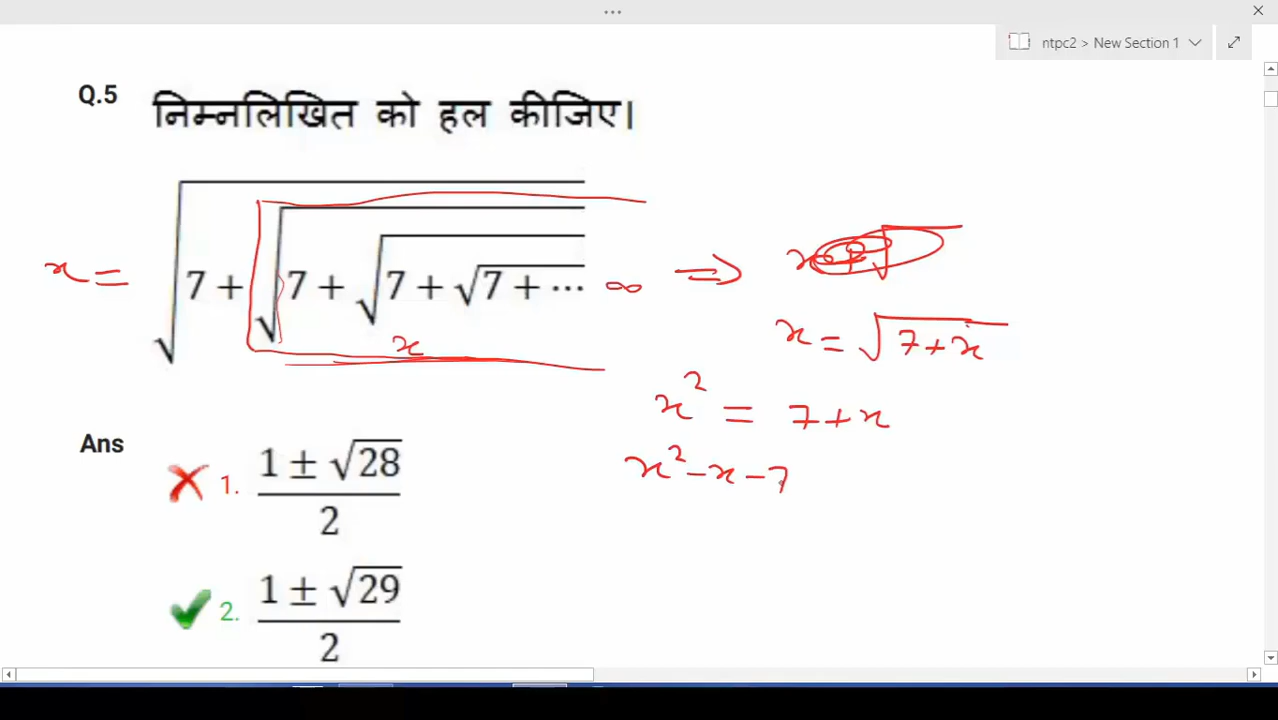 ntpc2 > New Section 1
Q.5 निम्नलिखित को हल कीजिए।
x = √(7 + √(7 + √(7 + √(7 + ⋯ ∞ ⇒ x
x
x = √(7+x)
x² = 7+x
x² - x - 7
Ans
1. (1 ± √28)/2
2. (1 ± √29)/2